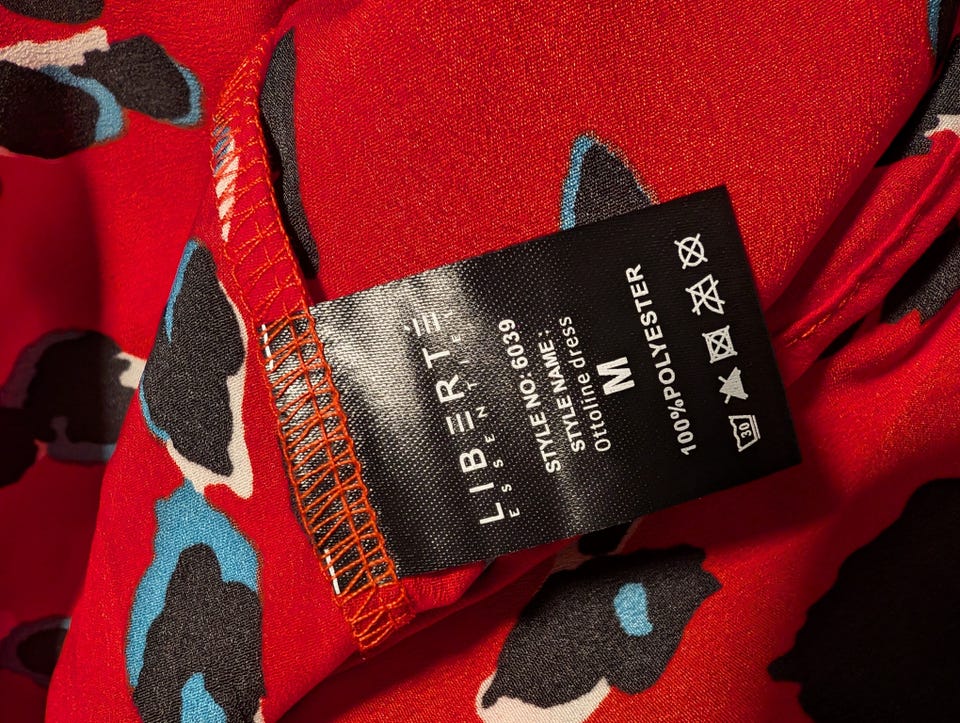 LIBERTÉ
ESSENTIEL
STYLE NO: 6039
STYLE NAME:
Ottoline dress
M
100%POLYESTER
30